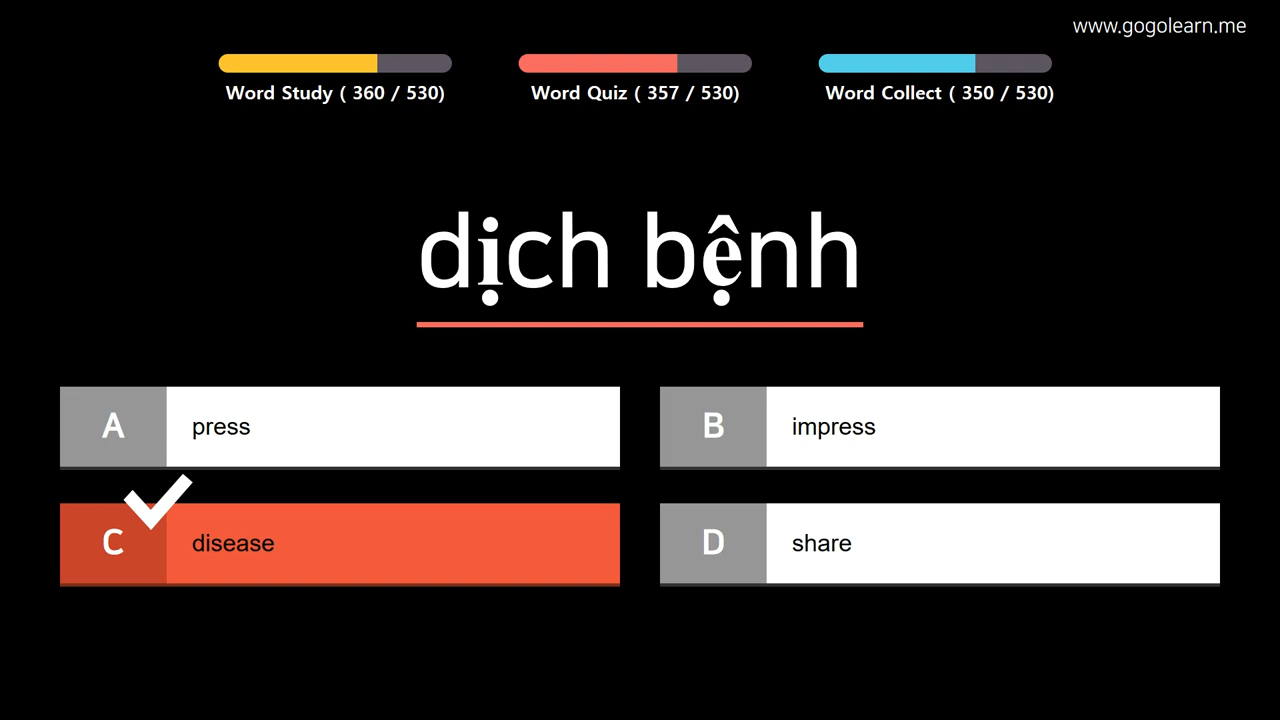 www.gogolearn.me
Word Study ( 360 / 530)
Word Quiz ( 357 / 530)
Word Collect ( 350 / 530)
dịch bệnh
A press
B impress
C disease
D share